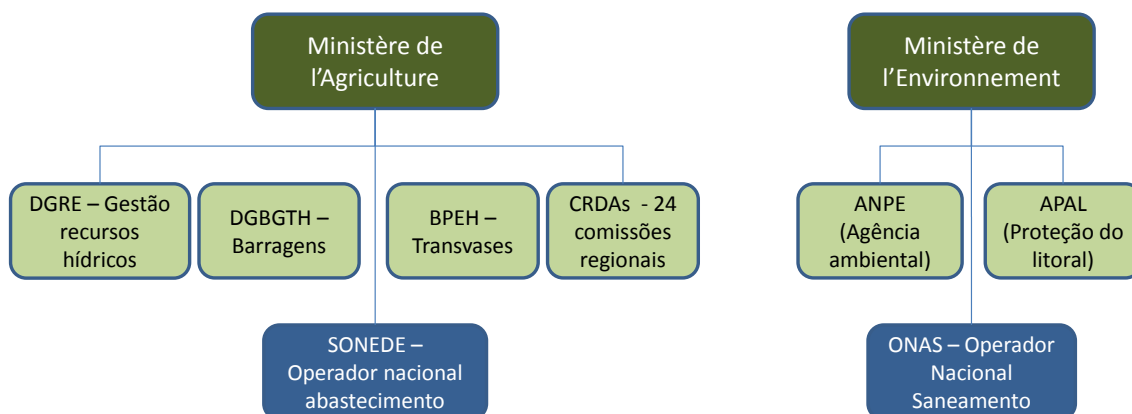 Ministère de
l'Agriculture
Ministère de
l'Environnement
DGRE – Gestão
recursos
hídricos
DGBGTH –
Barragens
BPEH –
Transvases
CRDAs - 24
comissões
regionais
ANPE
(Agência
ambiental)
APAL
(Proteção do
litoral)
SONEDE –
Operador nacional
abastecimento
ONAS – Operador
Nacional
Saneamento